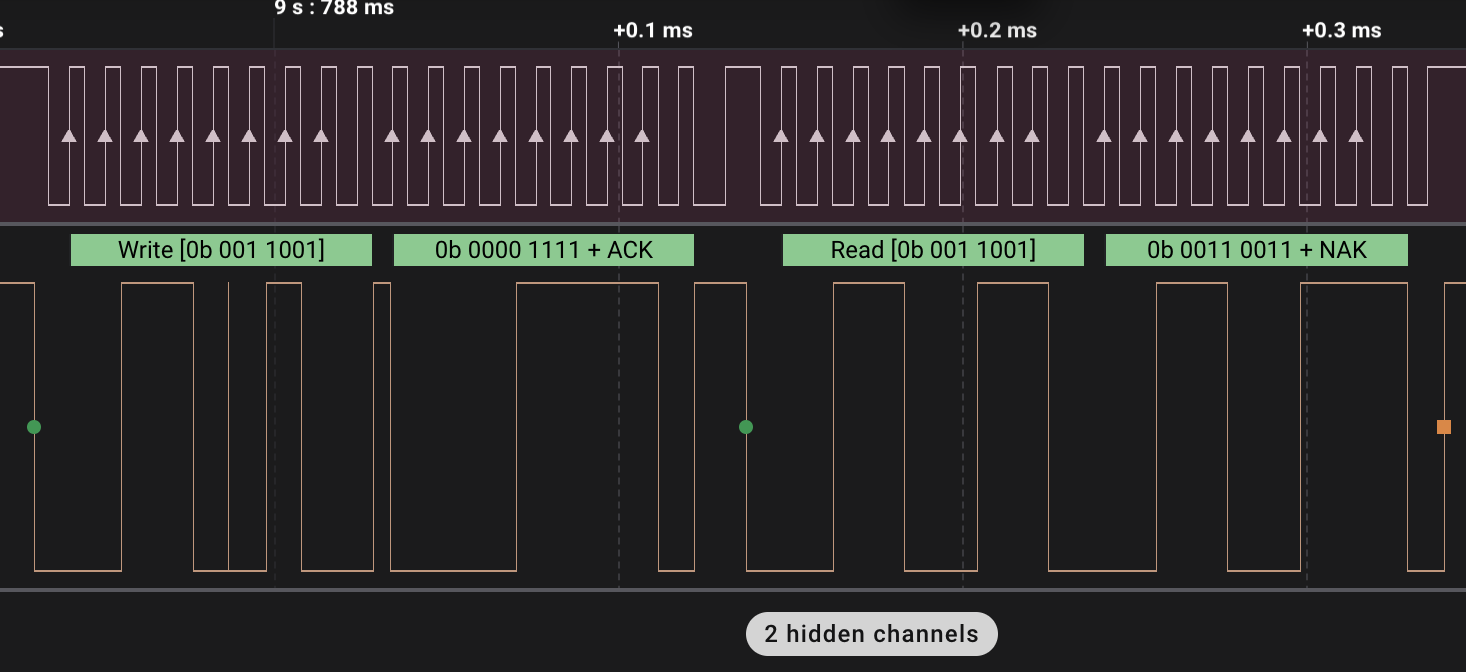 s
9 s : 788 ms
+0.1 ms
+0.2 ms
+0.3 ms
Write [0b 001 1001]
0b 0000 1111 + ACK
Read [0b 001 1001]
0b 0011 0011 + NAK
2 hidden channels